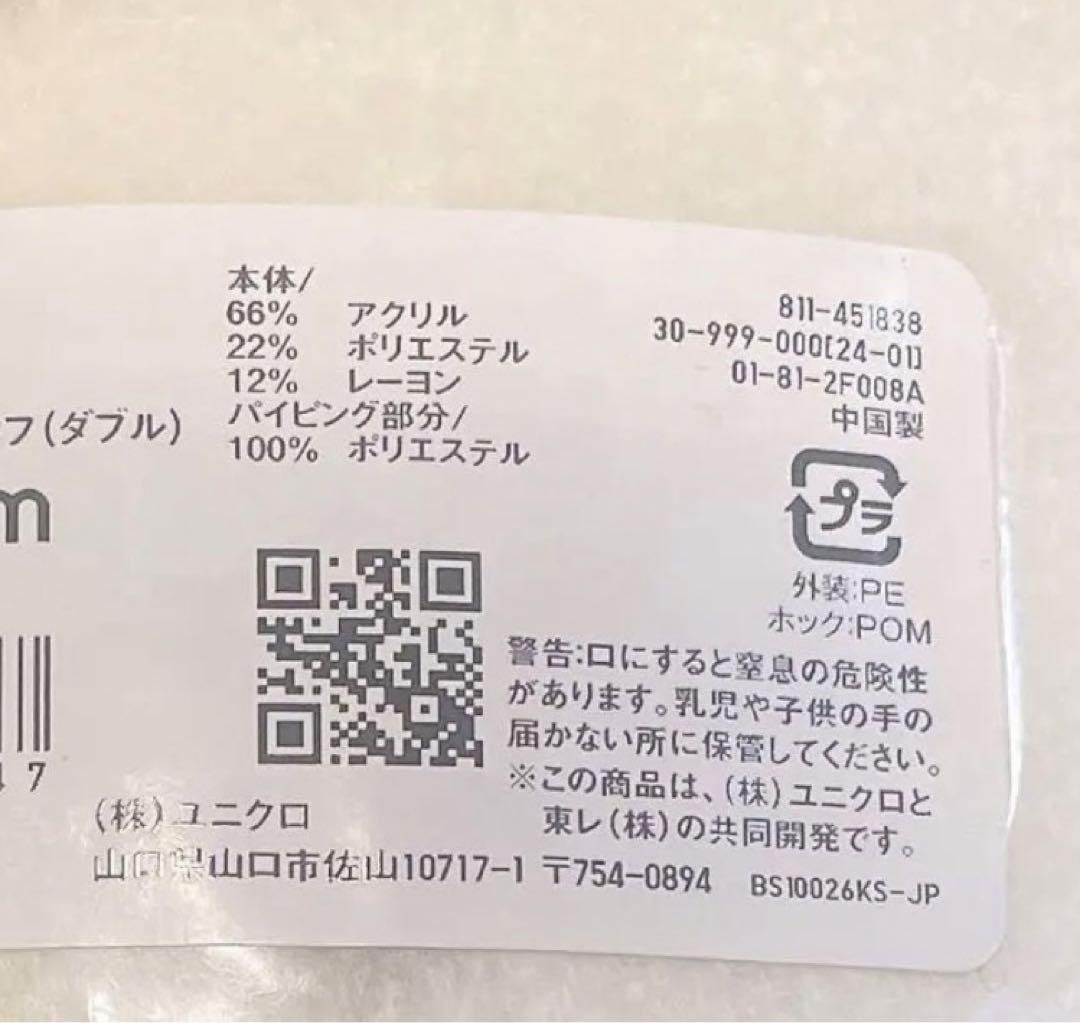 本体/
66% アクリル
22% ポリエステル
12% レーヨン
パイピング部分/
100% ポリエステル
フ(ダブル)
m
47
811-451838
30-999-000[24-01]
01-81-2F008A
中国製
プラ
外装:PE
ホック:POM
警告:口にすると窒息の危険性
があります。乳児や子供の手の
届かない所に保管してください。
※この商品は、(株)ユニクロと
東レ(株)の共同開発です。
(株)ユニクロ
山口県山口市佐山10717-1 〒754-0894 BS10026KS-JP